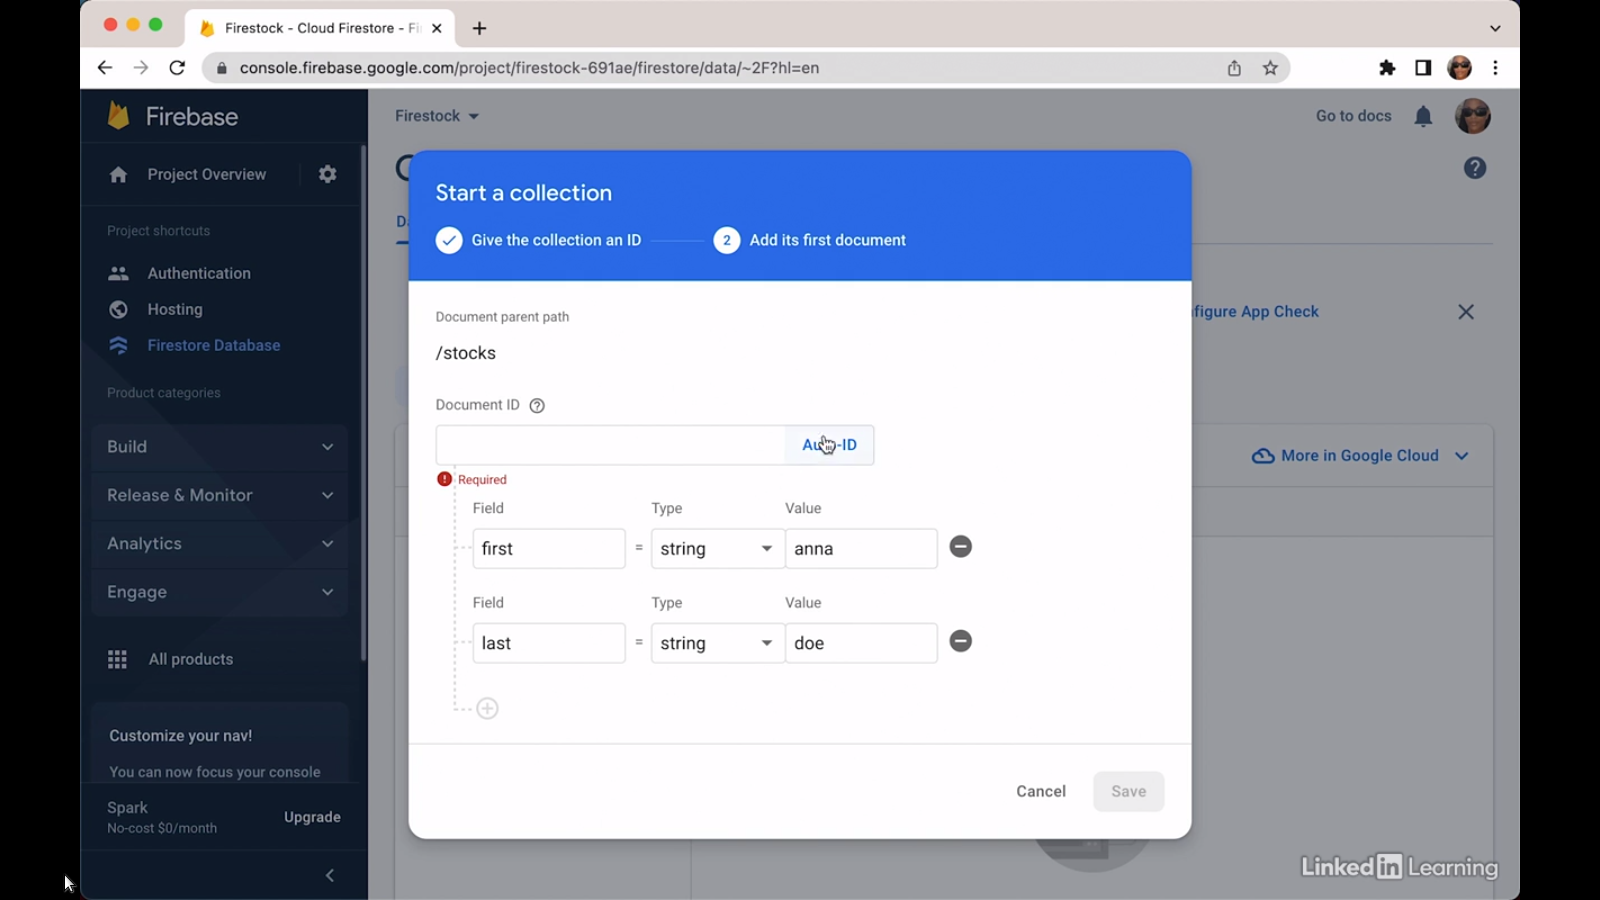 Firestock - Cloud Firestore - Fi
console.firebase.google.com/project/firestock-691ae/firestore/data/~2F?hl=en
Firebase
Firestock
Go to docs
Project Overview
Project shortcuts
Authentication
Hosting
Firestore Database
Product categories
Build
Release & Monitor
Analytics
Engage
All products
Customize your nav!
You can now focus your console
Spark
No-cost $0/month
Upgrade
Start a collection
Give the collection an ID
2 Add its first document
Document parent path
/stocks
Document ID
Auto-ID
Required
Field Type Value
first = string anna
Field Type Value
last = string doe
Cancel Save
figure App Check
More in Google Cloud
LinkedIn Learning